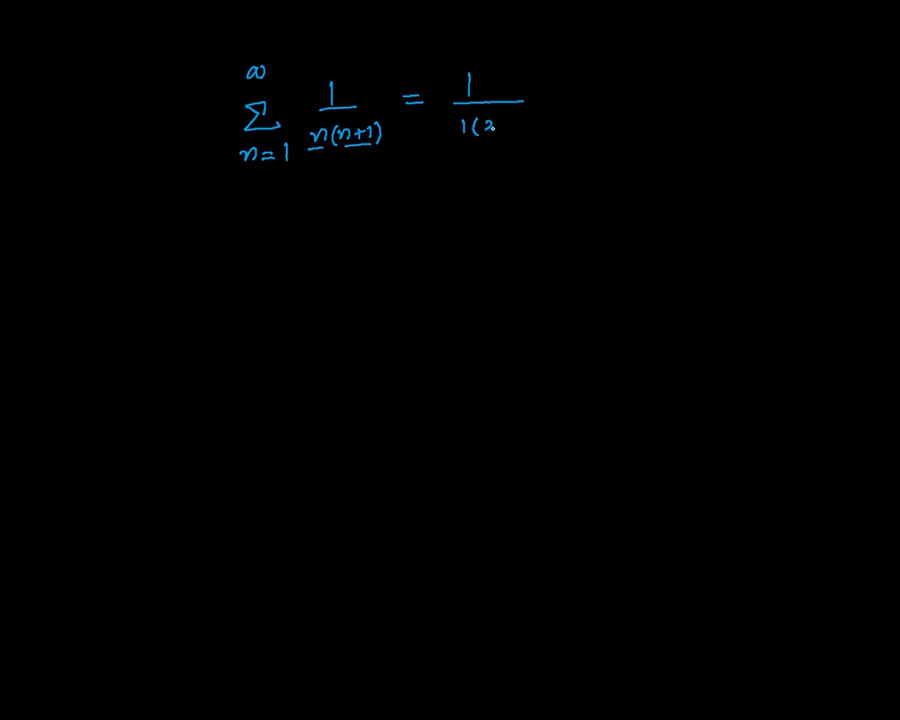 ∞
∑ 1/n(n+1) = 1/1(2
n=1